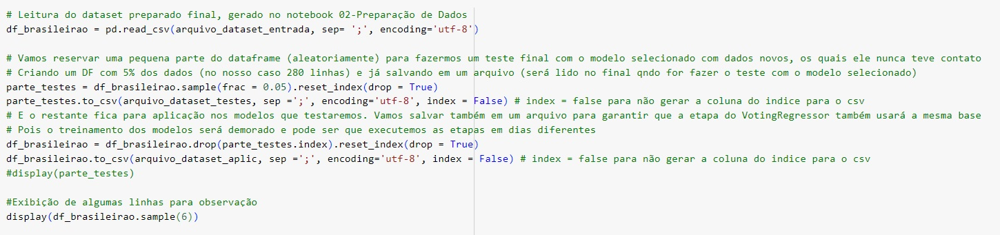 # Leitura do dataset preparado final, gerado no notebook 02-Preparação de Dados
df_brasileirao = pd.read_csv(arquivo_dataset_entrada, sep= ';', encoding='utf-8')
# Vamos reservar uma pequena parte do dataframe (aleatoriamente) para fazermos um teste final com o modelo selecionado com dados novos, os quais ele nunca teve contato
# Criando um DF com 5% dos dados (no nosso caso 280 linhas) e já salvando em um arquivo (será lido no final qndo for fazer o teste com o modelo selecionado)
parte_testes = df_brasileirao.sample(frac = 0.05).reset_index(drop = True)
parte_testes.to_csv(arquivo_dataset_testes, sep =';', encoding='utf-8', index = False) # index = false para não gerar a coluna do indice para o csv
# E o restante fica para aplicação nos modelos que testaremos. Vamos salvar também em um arquivo para garantir que a etapa do VotingRegressor também usará a mesma base
# Pois o treinamento dos modelos será demorado e pode ser que executemos as etapas em dias diferentes
df_brasileirao = df_brasileirao.drop(parte_testes.index).reset_index(drop = True)
df_brasileirao.to_csv(arquivo_dataset_aplic, sep =';', encoding='utf-8', index = False) # index = false para não gerar a coluna do indice para o csv
#display(parte_testes)
#Exibição de algumas linhas para observação
display(df_brasileirao.sample(6))